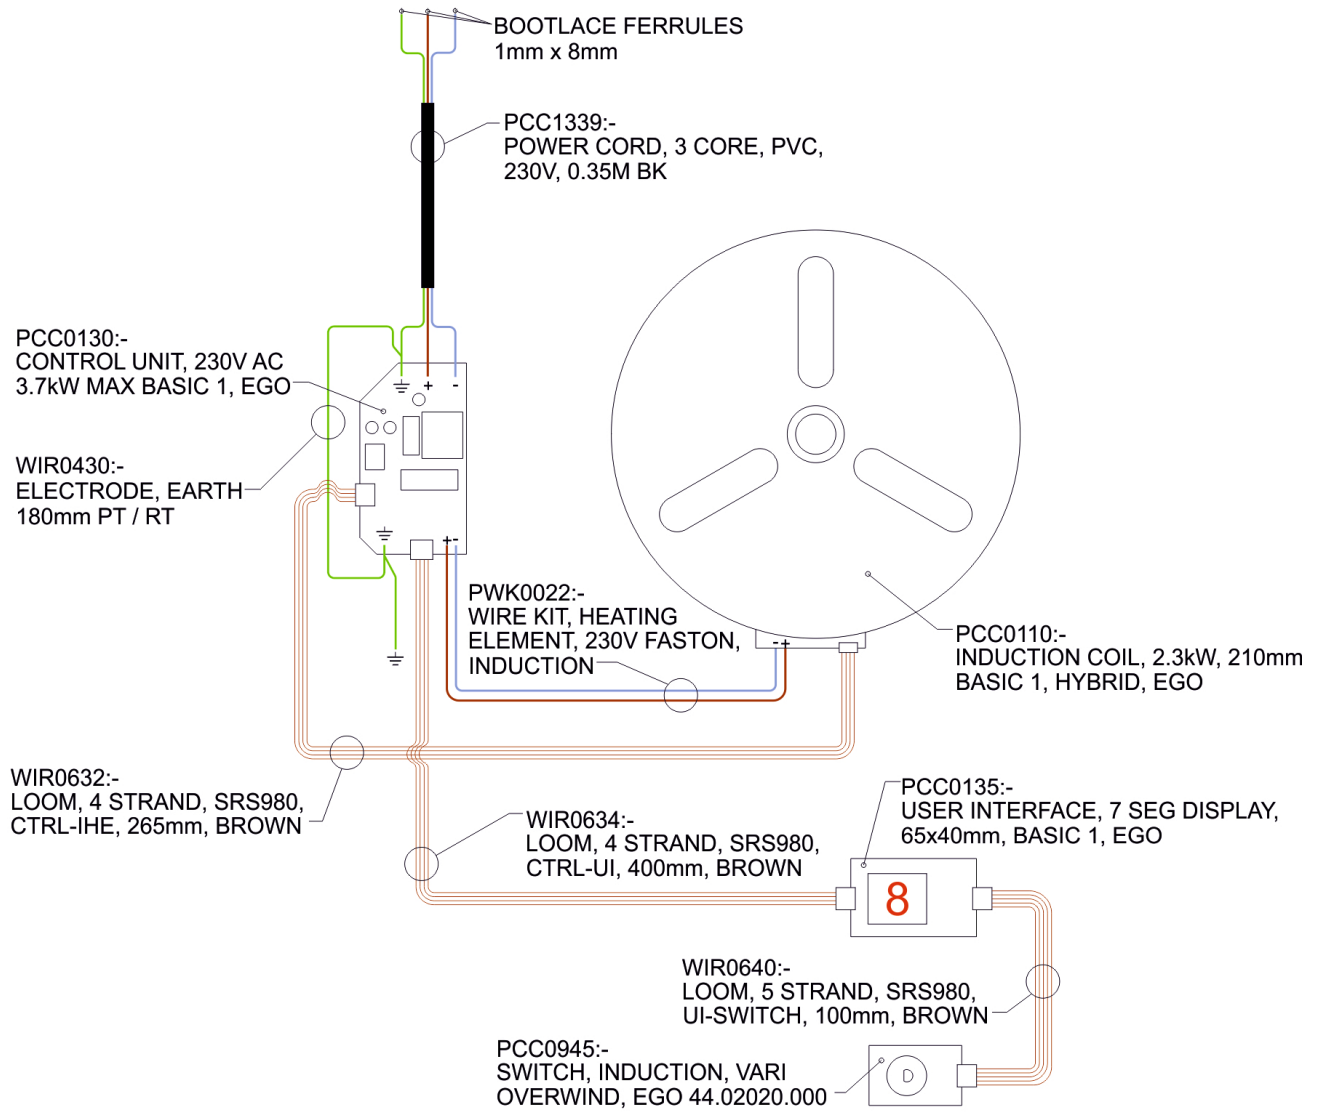 BOOTLACE FERRULES
1mm x 8mm
PCC1339:-
POWER CORD, 3 CORE, PVC,
230V, 0.35M BK
PCC0130:-
CONTROL UNIT, 230V AC
3.7kW MAX BASIC 1, EGO
+ -
WIR0430:-
ELECTRODE, EARTH
180mm PT / RT
+-
PWK0022:-
WIRE KIT, HEATING
ELEMENT, 230V FASTON,
INDUCTION
-+
PCC0110:-
INDUCTION COIL, 2.3kW, 210mm
BASIC 1, HYBRID, EGO
WIR0632:-
LOOM, 4 STRAND, SRS980,
CTRL-IHE, 265mm, BROWN
WIR0634:-
LOOM, 4 STRAND, SRS980,
CTRL-UI, 400mm, BROWN
PCC0135:-
USER INTERFACE, 7 SEG DISPLAY,
65x40mm, BASIC 1, EGO
8
WIR0640:-
LOOM, 5 STRAND, SRS980,
UI-SWITCH, 100mm, BROWN
PCC0945:-
SWITCH, INDUCTION, VARI
OVERWIND, EGO 44.02020.000
D